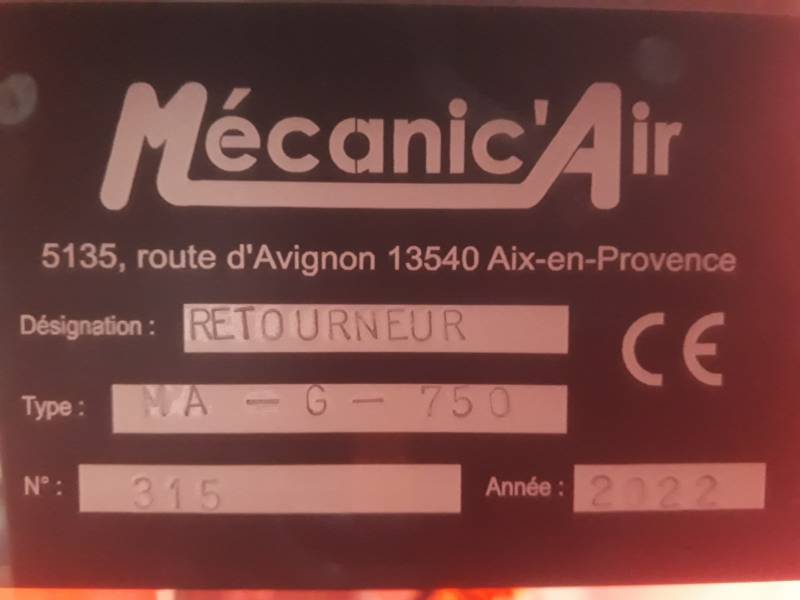 Mécanic'Air
5135, route d'Avignon 13540 Aix-en-Provence
Désignation : RETOURNEUR
CE
Type : MA - G - 750
N° : 315 Année : 2022